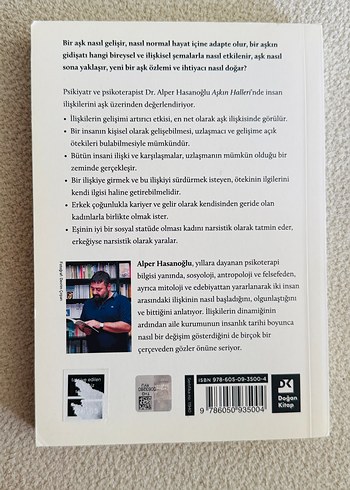 Bir aşk nasıl gelişir, nasıl normal hayat içine adapte olur, bir aşkın
gidişatı hangi bireysel ve ilişkisel şemalarla nasıl etkilenir, aşk nasıl
sona yaklaşır, yeni bir aşk özlemi ve ihtiyacı nasıl doğar?
Psikiyatr ve psikoterapist Dr. Alper Hasanoğlu Aşkın Halleri'nde insan
ilişkilerini aşk üzerinden değerlendiriyor.
• İlişkilerin gelişimi artırıcı etkisi, en net olarak aşk ilişkisinde görülür.
• Bir insanın kişisel olarak gelişebilmesi, uzlaşmacı ve gelişime açık
ötekileri bulabilmesiyle mümkündür.
• Bütün insani ilişki ve karşılaşmalar, uzlaşmanın mümkün olduğu bir
zeminde gerçekleşir.
• Bir ilişkiye girmek ve bu ilişkiyi sürdürmek isteyen, ötekinin ilgilerini
kendi ilgisi haline getirebilmelidir.
• Erkek çoğunlukla kariyer ve gelir olarak kendisinden geride olan
kadınlarla birlikte olmak ister.
• Eşinin iyi bir sosyal statüde olması kadını narsistik olarak tatmin eder,
erkeğiyse narsistik olarak yaralar.
Alper Hasanoğlu, yıllara dayanan psikoterapi
bilgisi yanında, sosyoloji, antropoloji ve felsefeden,
ayrıca mitoloji ve edebiyattan yararlanarak iki insan
arasındaki ilişkinin nasıl başladığını, olgunlaştığını
ve bittiğini anlatıyor. İlişkilerin dinamiğinin
ardından aile kurumunun insanlık tarihi boyunca
nasıl bir değişim gösterdiğini de birçok bir
çerçeveden gözler önüne seriyor.
ISBN 978-605-09-3500-4
9 786050 935004
DK
Doğan
Kitap